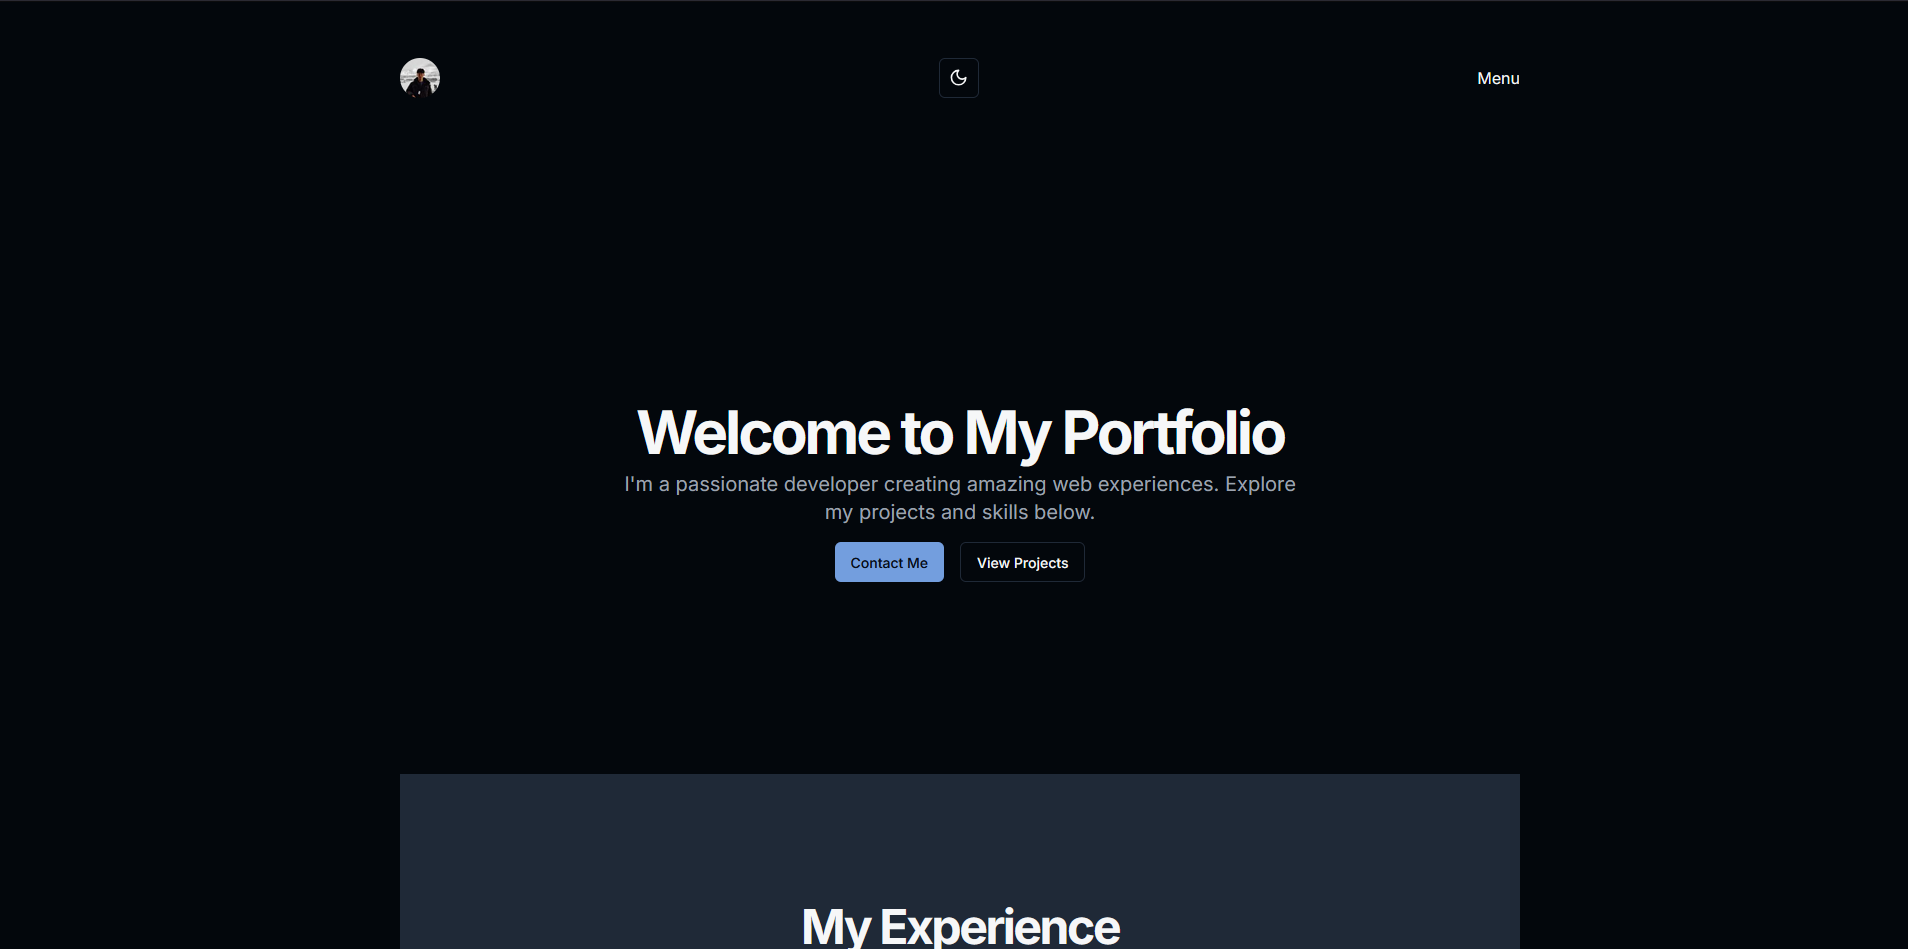 Menu
Welcome to My Portfolio
I'm a passionate developer creating amazing web experiences. Explore
my projects and skills below.
Contact Me
View Projects
My Experience